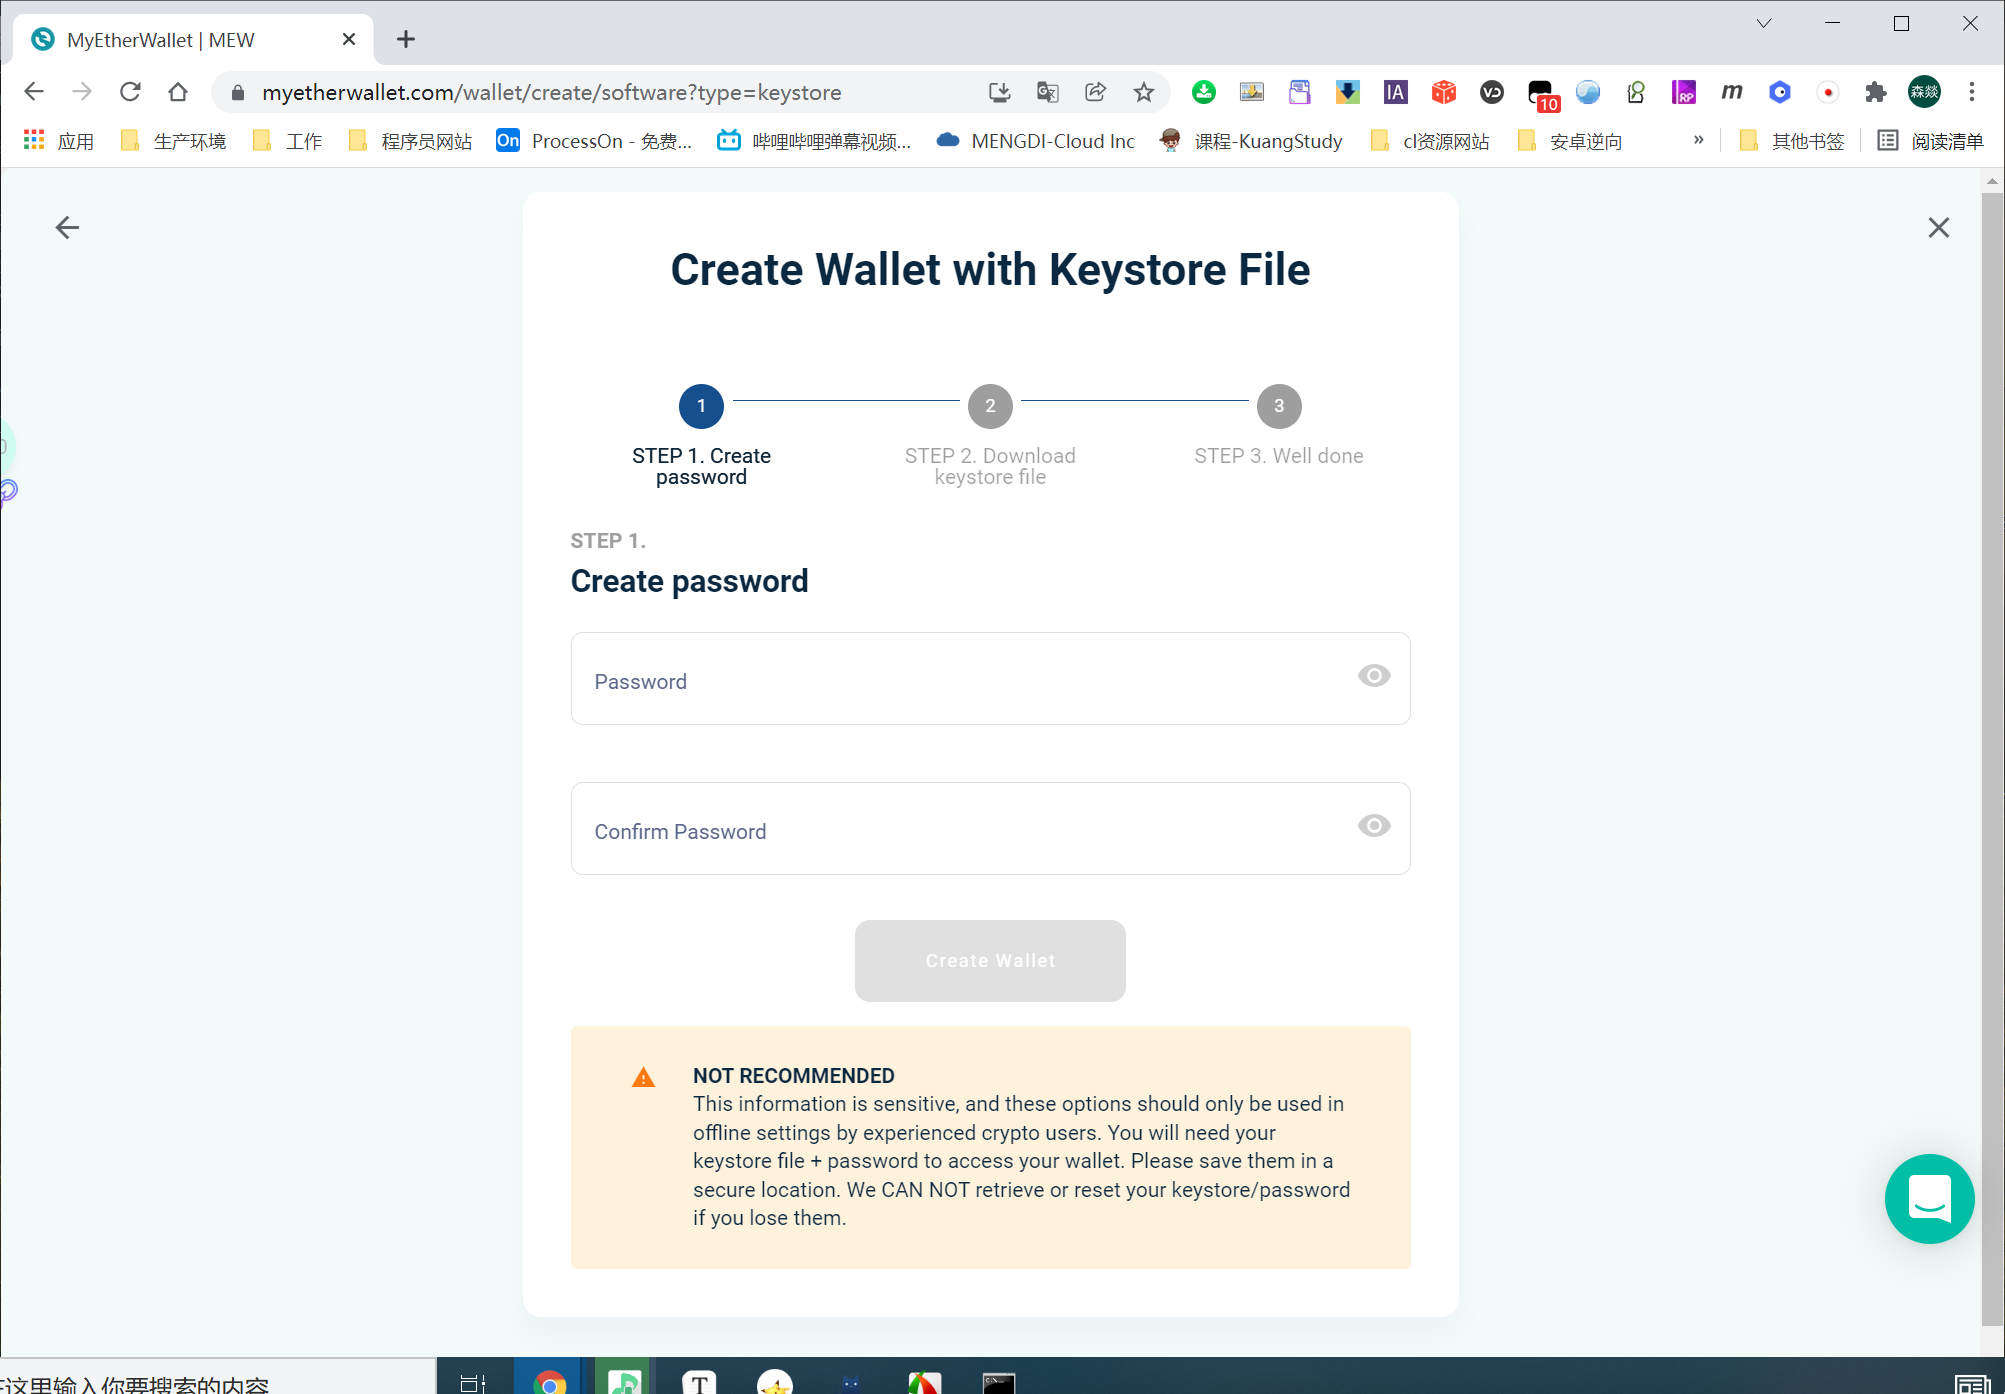 MyEtherWallet | MEW
myetherwallet.com/wallet/create/software?type=keystore
IA
VD
10
RP
m
森燚
应用
生产环境
工作
程序员网站
On
ProcessOn - 免费...
哔哩哔哩弹幕视频...
MENGDI-Cloud Inc
课程-KuangStudy
cl资源网站
安卓逆向
»
其他书签
阅读清单
Create Wallet with Keystore File
1
2
3
STEP 1. Create
password
STEP 2. Download
keystore file
STEP 3. Well done
STEP 1.
Create password
Password
Confirm Password
Create Wallet
NOT RECOMMENDED
This information is sensitive, and these options should only be used in
offline settings by experienced crypto users. You will need your
keystore file + password to access your wallet. Please save them in a
secure location. We CAN NOT retrieve or reset your keystore/password
if you lose them.
这里输入你要搜索的内容
T